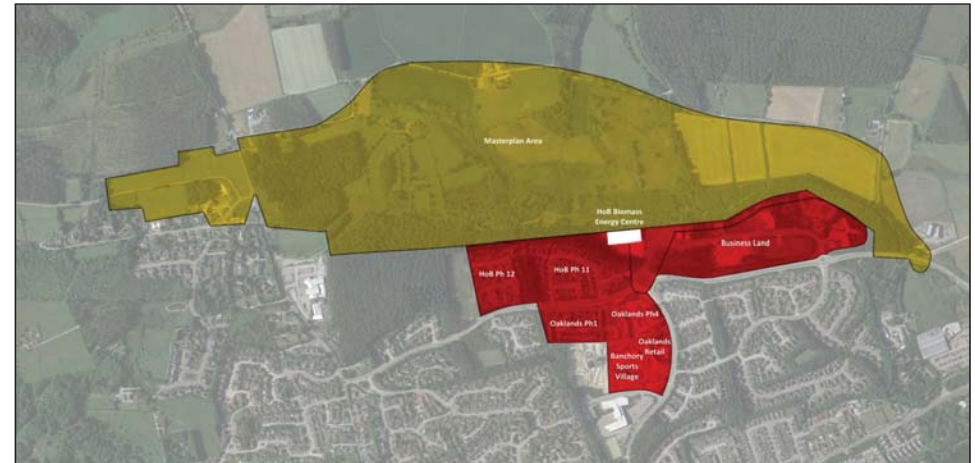 Masterplan Area
HoB Biomass
Energy Centre
Business Land
HoB Ph 12
HoB Ph 11
Oaklands Ph1
Oaklands Ph4
Oaklands
Retail
Banchory
Sports
Village